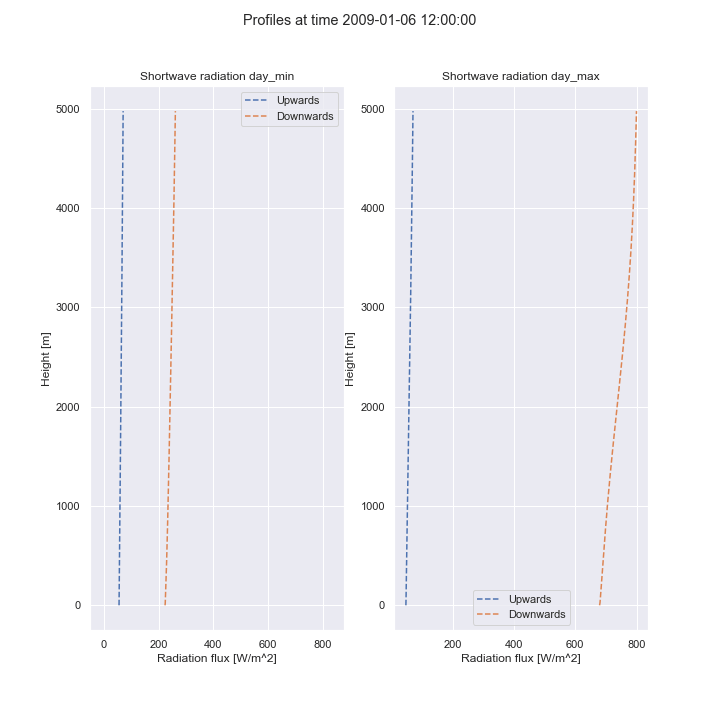 Profiles at time 2009-01-06 12:00:00
Shortwave radiation day_min
Upwards
Downwards
5000
4000
3000
2000
1000
0
Height [m]
0 200 400 600 800
Radiation flux [W/m^2]
Shortwave radiation day_max
5000
4000
3000
2000
1000
0
Height [m]
Upwards
Downwards
200 400 600 800
Radiation flux [W/m^2]